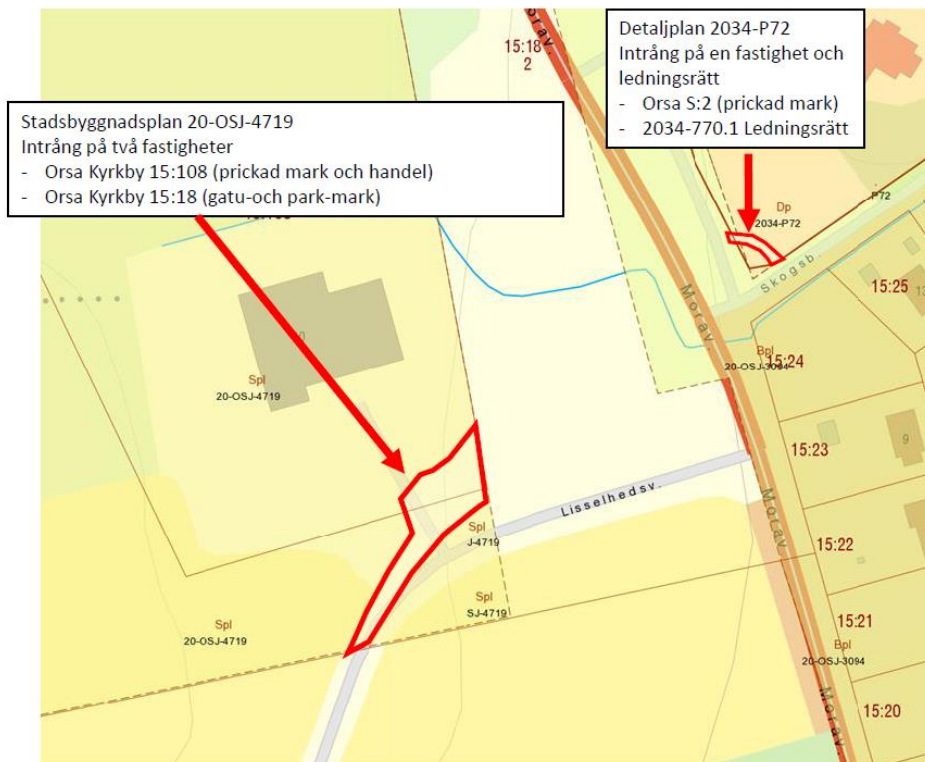 Stadsbyggnadsplan 20-OSJ-4719
Intrång på två fastigheter
- Orsa Kyrkby 15:108 (prickad mark och handel)
- Orsa Kyrkby 15:18 (gatu-och park-mark)
Detaljplan 2034-P72
Intrång på en fastighet och
ledningsrätt
- Orsa S:2 (prickad mark)
- 2034-770.1 Ledningsrätt
15:18
2
Dp
2034-P72
-P72
Skogsb.
15:25
13
Morav.
Bpl
20-OSJ-3094
15:24
Spl
20-OSJ-4719
15:23
9
Lisselhedsv.
Morav.
Spl
J-4719
15:22
Spl
SJ-4719
Spl
20-OSJ-4719
15:21
Bpl
20-OSJ-3094
15:20
Morav.